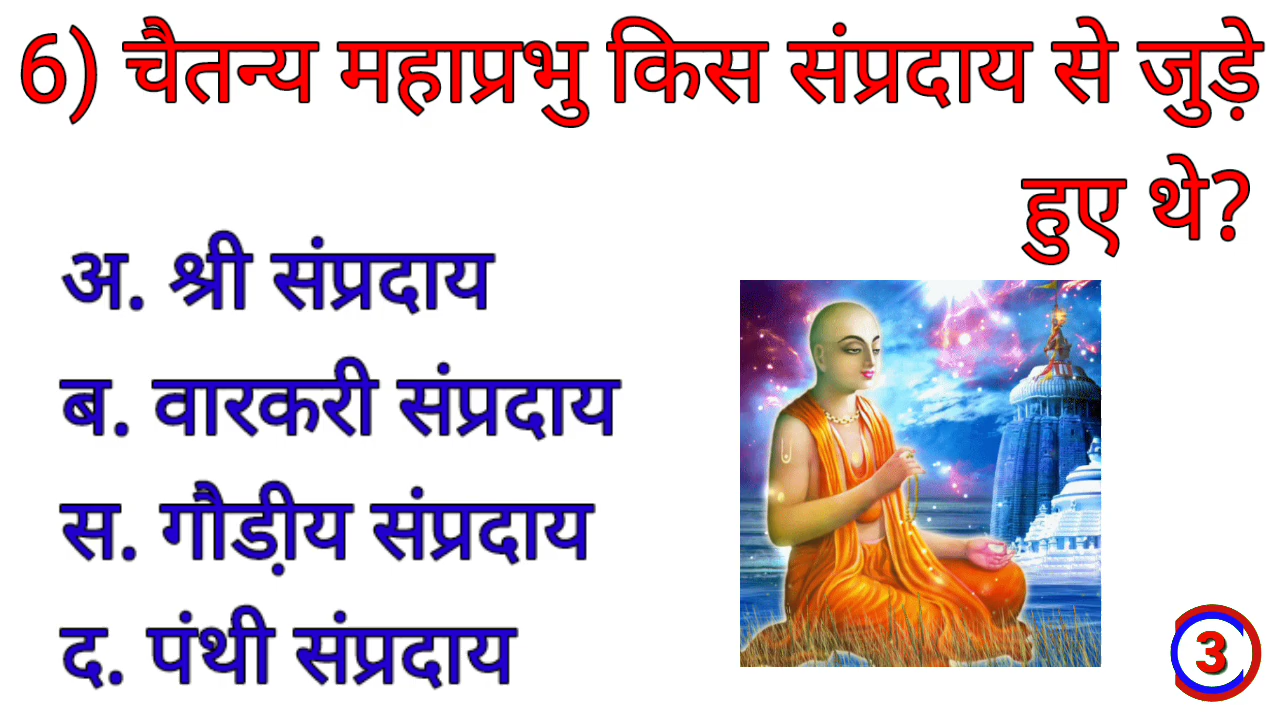 6) चैतन्य महाप्रभु किस संप्रदाय से जुड़े
हुए थे?
अ. श्री संप्रदाय
ब. वारकरी संप्रदाय
स. गौड़ीय संप्रदाय
द. पंथी संप्रदाय
3